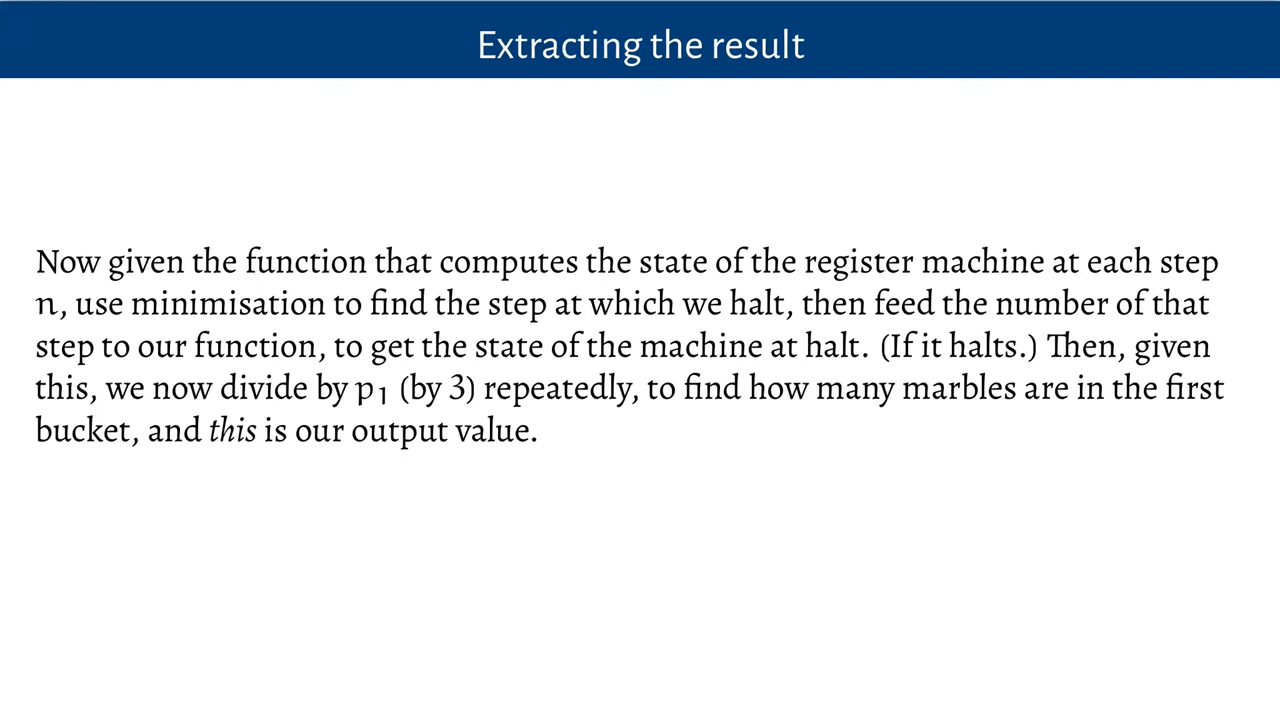 Extracting the result
Now given the function that computes the state of the register machine at each step
n, use minimisation to find the step at which we halt, then feed the number of that
step to our function, to get the state of the machine at halt. (If it halts.) Then, given
this, we now divide by p₁ (by 3) repeatedly, to find how many marbles are in the first
bucket, and this is our output value.